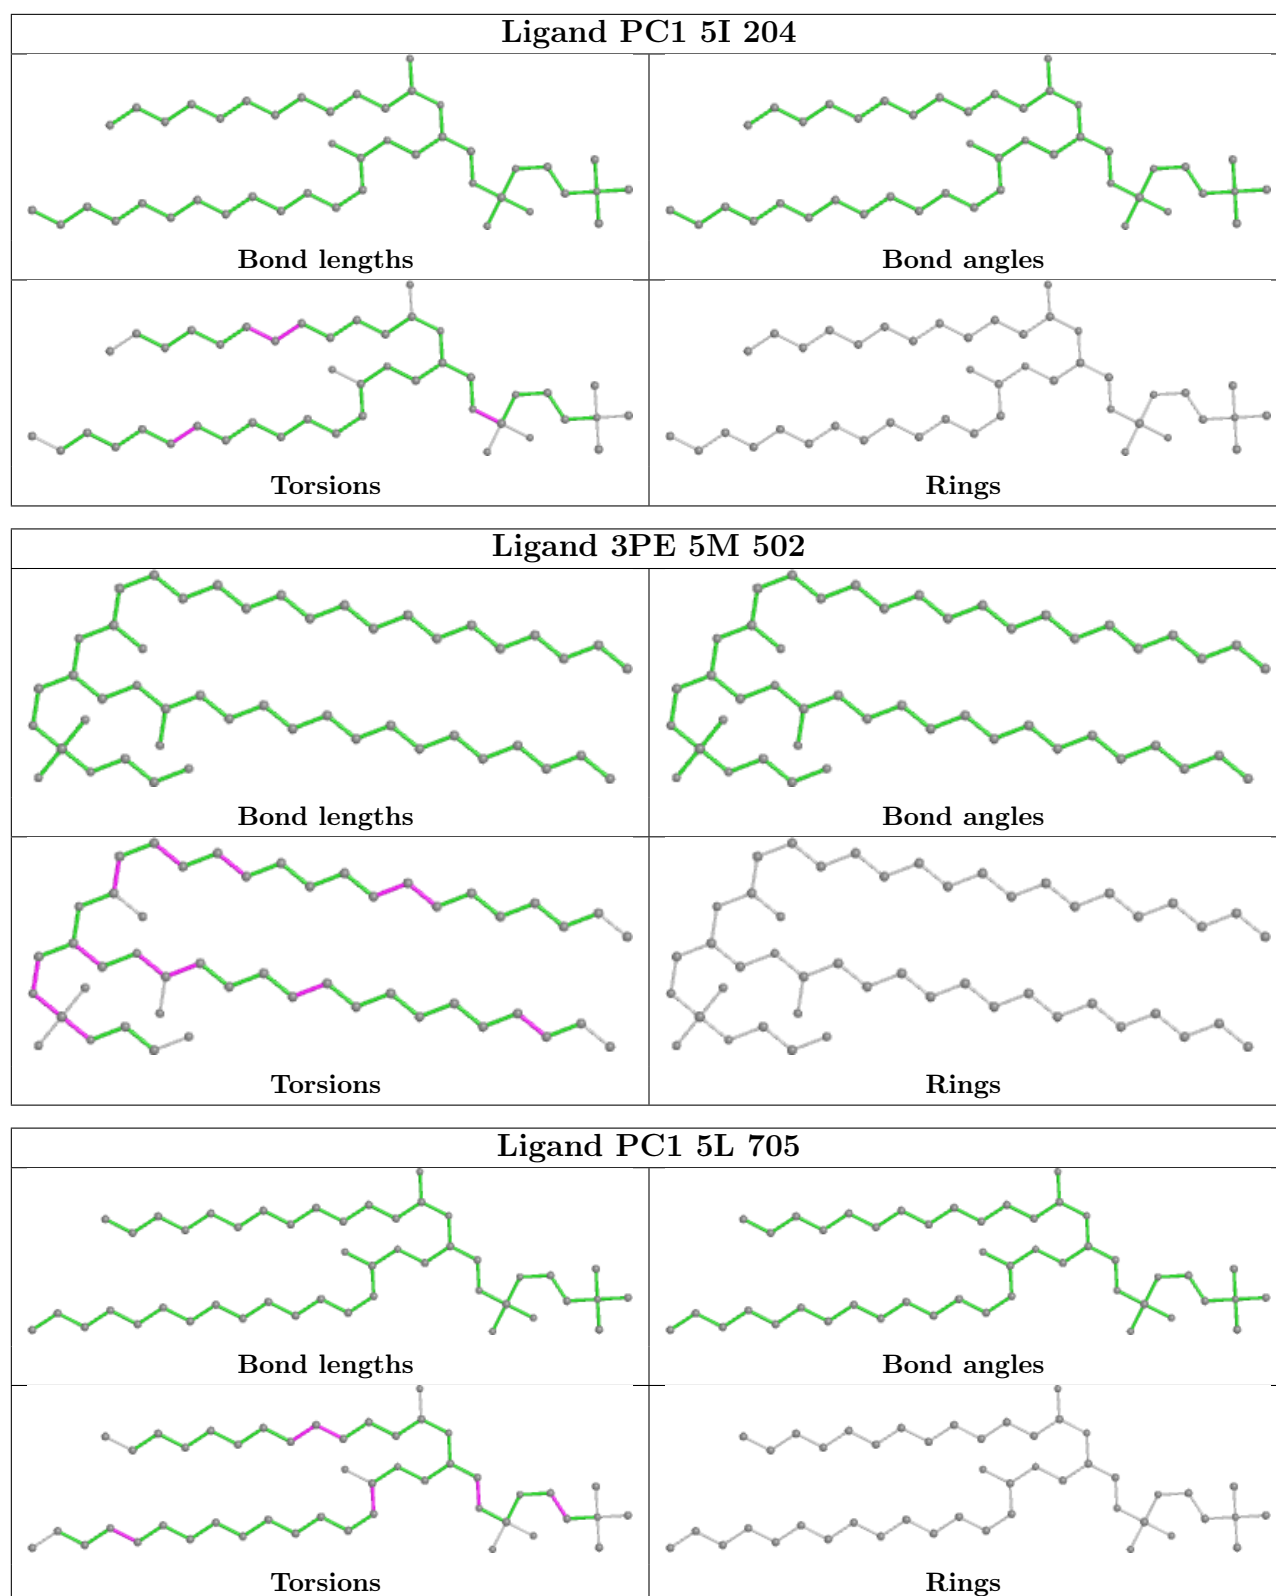 Ligand PC1 5I 204
Bond lengths
Bond angles
Torsions
Rings
Ligand 3PE 5M 502
Bond lengths
Bond angles
Torsions
Rings
Ligand PC1 5L 705
Bond lengths
Bond angles
Torsions
Rings